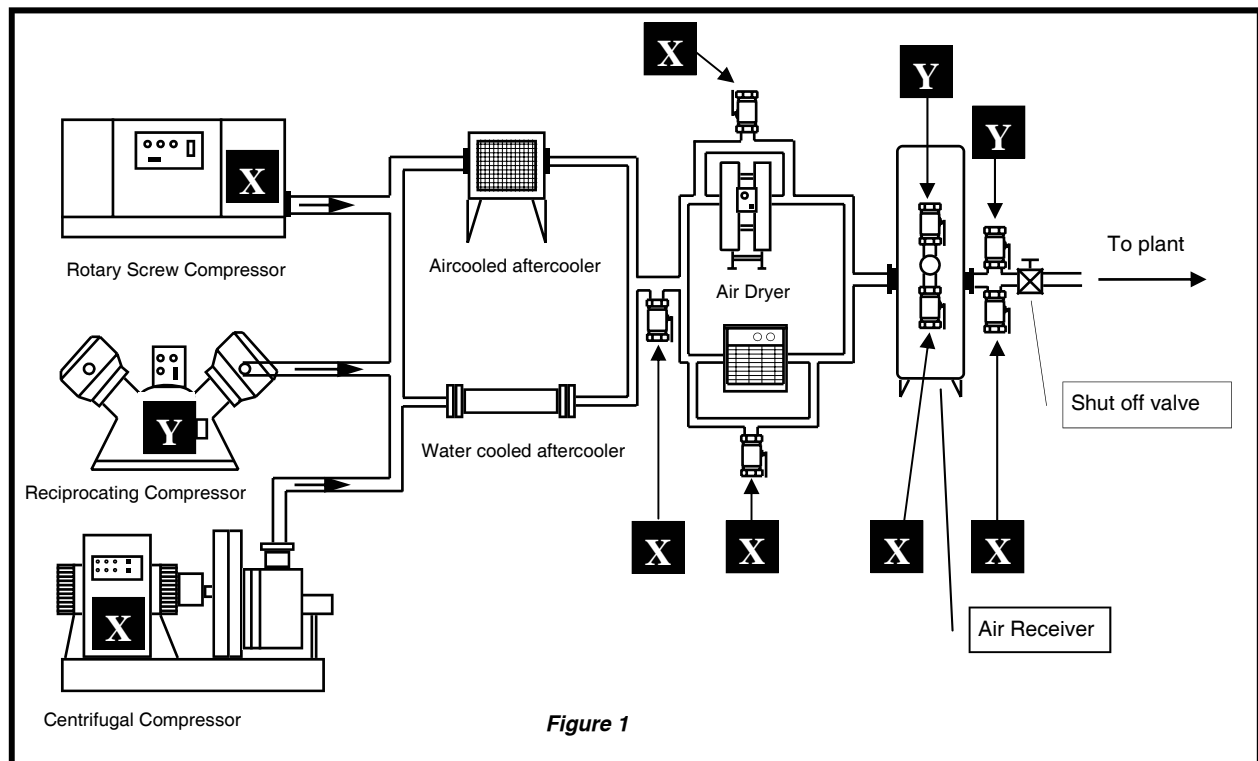 X
Y
Y
X
Rotary Screw Compressor
Aircooled aftercooler
Air Dryer
To plant
Y
Reciprocating Compressor
Water cooled aftercooler
Shut off valve
X
X
X
X
X
Air Receiver
Centrifugal Compressor
Figure 1